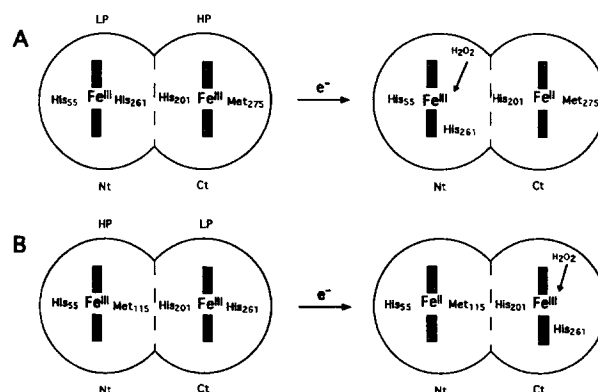 A
LP
HP
His55 FeIII His261
His201 FeIII Met275
e−
H2O2
His55 FeIII
His261
His201 FeII Met275
Nt
Ct
Nt
Ct
B
HP
LP
His55 FeIII Met115
His201 FeIII His261
e−
H2O2
His55 FeII Met115
His201 FeIII
His261
Nt
Ct
Nt
Ct